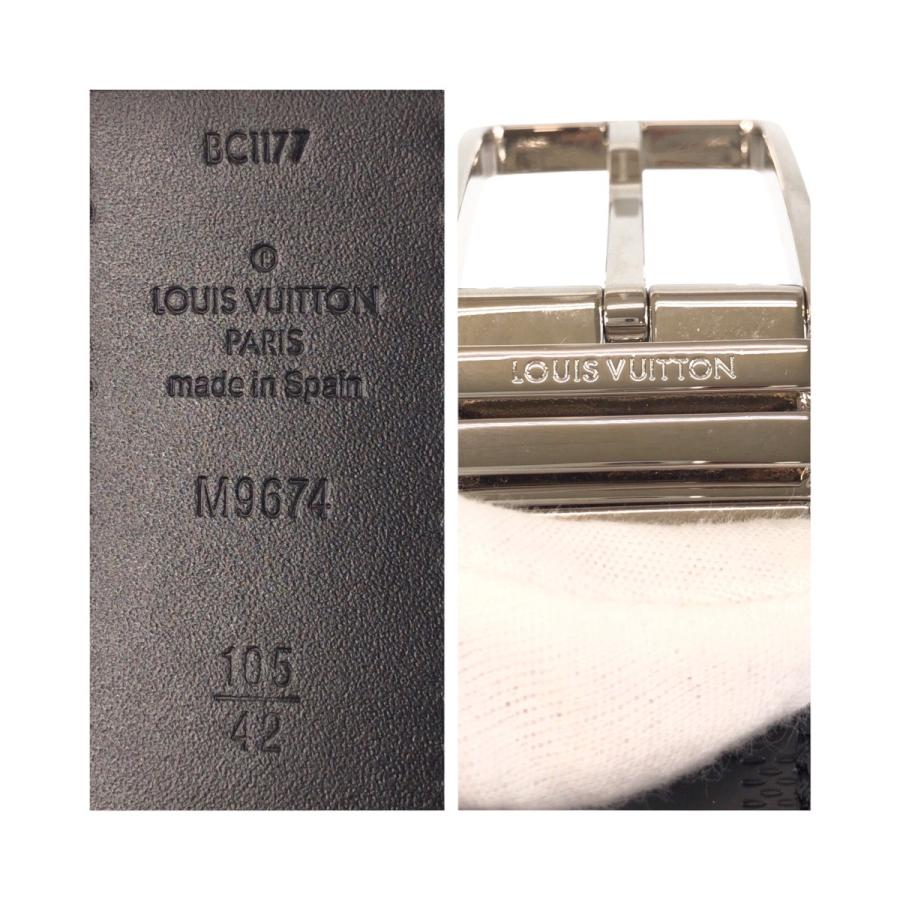 BC1177
LOUIS VUITTON
PARIS
made in Spain
M9674
105
42
LOUIS VUITTON